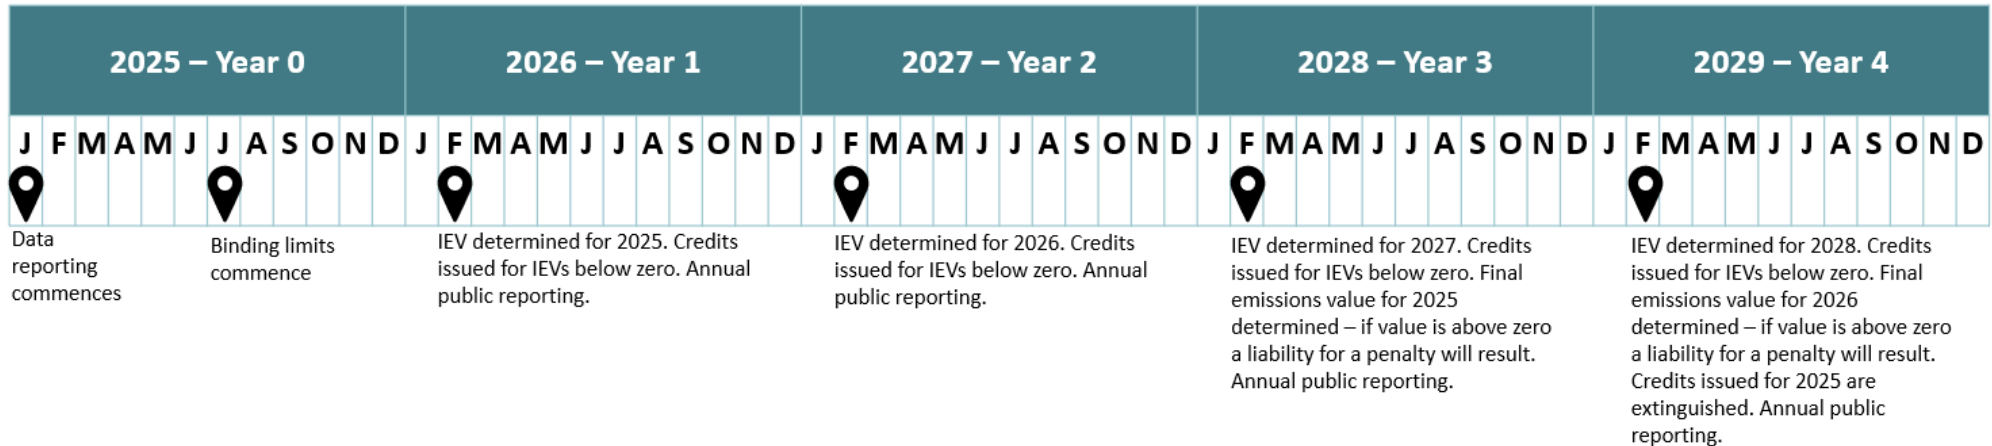 2025 – Year 0 2026 – Year 1 2027 – Year 2 2028 – Year 3 2029 – Year 4
J F M A M J J A S O N D J F M A M J J A S O N D J F M A M J J A S O N D J F M A M J J A S O N D J F M A M J J A S O N D
Data
reporting
commences
Binding limits
commence
IEV determined for 2025. Credits
issued for IEVs below zero. Annual
public reporting.
IEV determined for 2026. Credits
issued for IEVs below zero. Annual
public reporting.
IEV determined for 2027. Credits
issued for IEVs below zero. Final
emissions value for 2025
determined – if value is above zero
a liability for a penalty will result.
Annual public reporting.
IEV determined for 2028. Credits
issued for IEVs below zero. Final
emissions value for 2026
determined – if value is above zero
a liability for a penalty will result.
Credits issued for 2025 are
extinguished. Annual public
reporting.